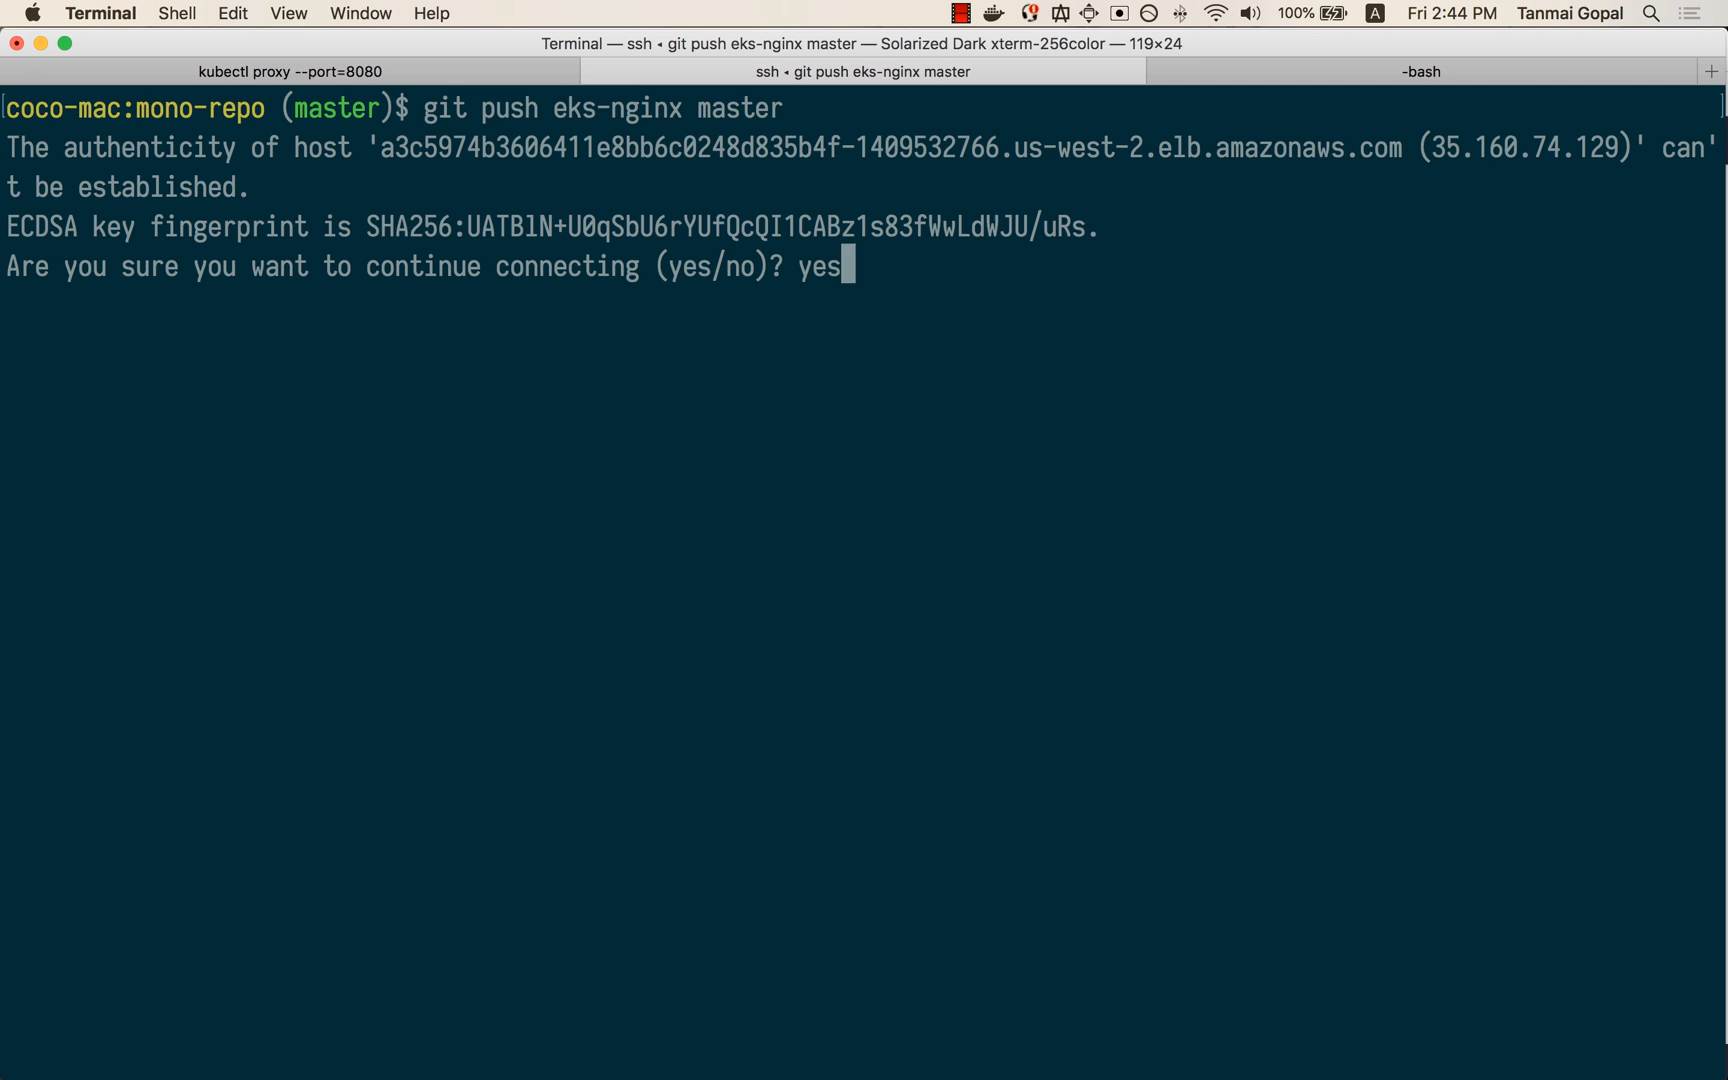 Terminal Shell Edit View Window Help 100% A Fri 2:44 PM Tanmai Gopal
Terminal — ssh ◂ git push eks-nginx master — Solarized Dark xterm-256color — 119×24
kubectl proxy --port=8080 ssh ◂ git push eks-nginx master -bash
[coco-mac:mono-repo (master)$ git push eks-nginx master ]
The authenticity of host 'a3c5974b3606411e8bb6c0248d835b4f-1409532766.us-west-2.elb.amazonaws.com (35.160.74.129)' can'
t be established.
ECDSA key fingerprint is SHA256:UATBlN+U0qSbU6rYUfQcQI1CABz1s83fWwLdWJU/uRs.
Are you sure you want to continue connecting (yes/no)? yes